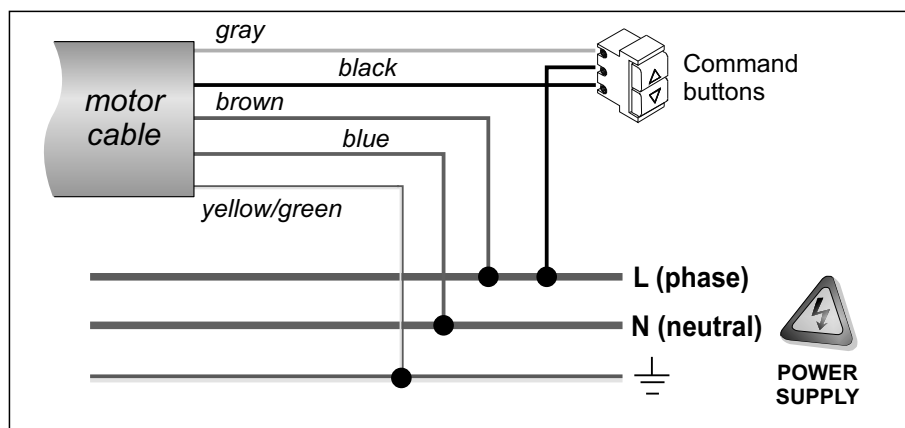 gray
black
Command
buttons
motor
cable
brown
blue
yellow/green
L (phase)
N (neutral)
POWER
SUPPLY